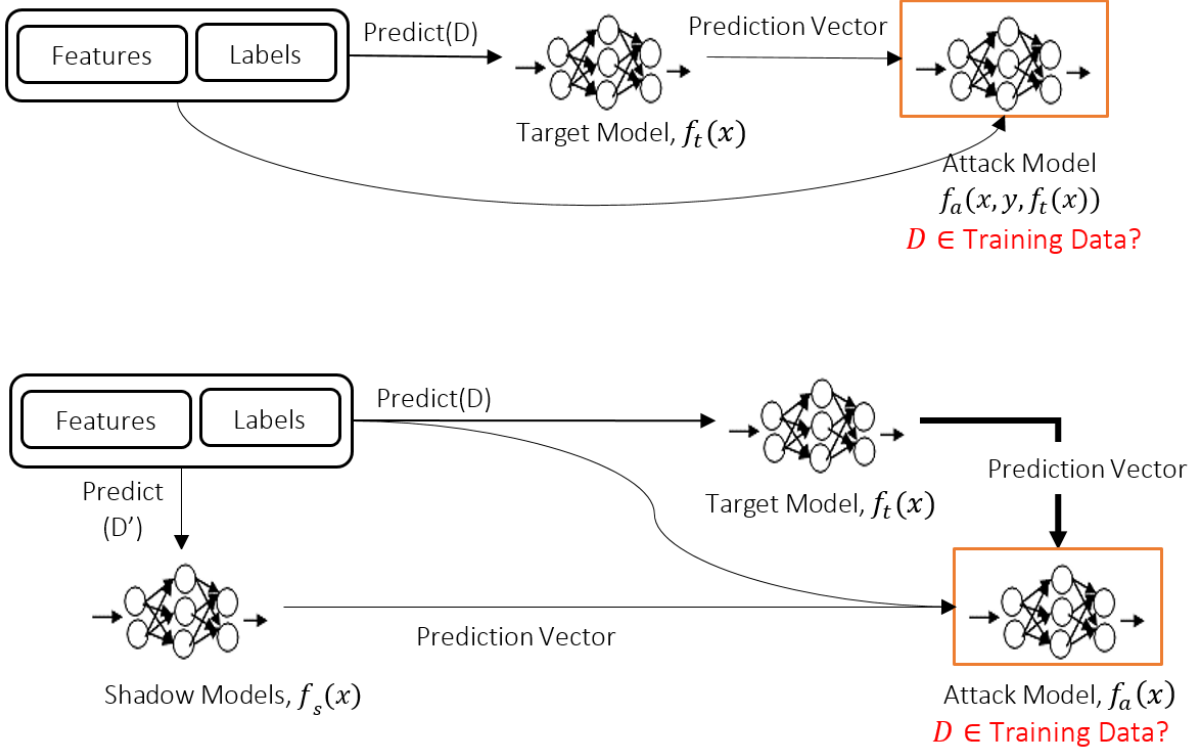 Features
Labels
Predict(D)
Prediction Vector
Target Model, f_t(x)
Attack Model
f_a(x, y, f_t(x))
D ∈ Training Data?
Features
Labels
Predict(D)
Prediction Vector
Target Model, f_t(x)
Predict
(D’)
Prediction Vector
Shadow Models, f_s(x)
Attack Model, f_a(x)
D ∈ Training Data?